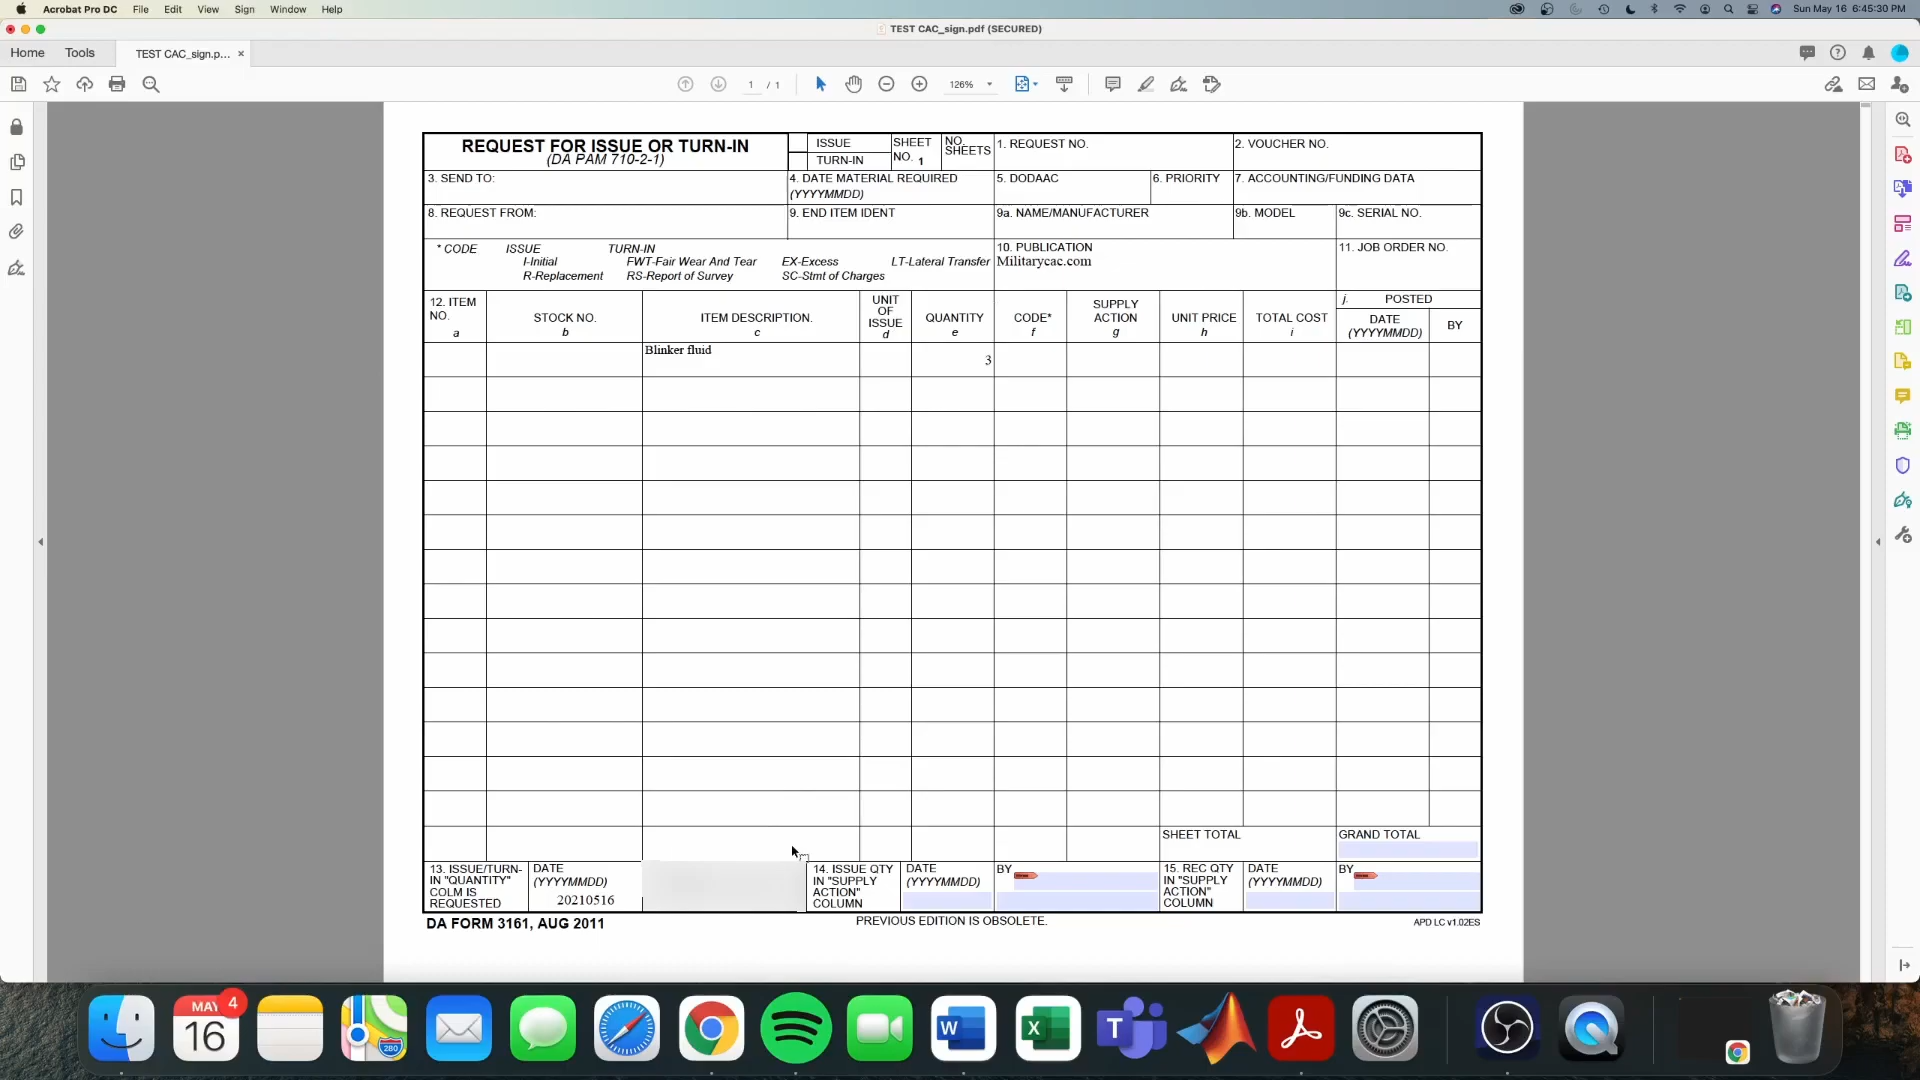 Acrobat Pro DC File Edit View Sign Window Help Sun May 16 6:45:30 PM
TEST CAC_sign.pdf (SECURED)
Home Tools TEST CAC_sign.p... ×
1 / 1 126%
REQUEST FOR ISSUE OR TURN-IN
(DA PAM 710-2-1)
ISSUE
TURN-IN
SHEET
NO. 1
NO.
SHEETS
1. REQUEST NO.
2. VOUCHER NO.
3. SEND TO:
4. DATE MATERIAL REQUIRED
(YYYYMMDD)
5. DODAAC
6. PRIORITY
7. ACCOUNTING/FUNDING DATA
8. REQUEST FROM:
9. END ITEM IDENT
9a. NAME/MANUFACTURER
9b. MODEL
9c. SERIAL NO.
* CODE ISSUE TURN-IN
I-Initial FWT-Fair Wear And Tear EX-Excess LT-Lateral Transfer
R-Replacement RS-Report of Survey SC-Stmt of Charges
10. PUBLICATION
Militarycac.com
11. JOB ORDER NO.
12. ITEM
NO.
a
STOCK NO.
b
ITEM DESCRIPTION.
c
UNIT
OF
ISSUE
d
QUANTITY
e
CODE*
f
SUPPLY
ACTION
g
UNIT PRICE
h
TOTAL COST
i
j. POSTED
DATE
(YYYYMMDD)
BY
Blinker fluid
3
SHEET TOTAL
GRAND TOTAL
13. ISSUE/TURN-
IN "QUANTITY"
COLM IS
REQUESTED
DATE
(YYYYMMDD)
20210516
14. ISSUE QTY
IN "SUPPLY
ACTION"
COLUMN
DATE
(YYYYMMDD)
BY
15. REC QTY
IN "SUPPLY
ACTION"
COLUMN
DATE
(YYYYMMDD)
BY
DA FORM 3161, AUG 2011
PREVIOUS EDITION IS OBSOLETE.
APD LC v1.02ES
MAY
16
4
280
W
X
T